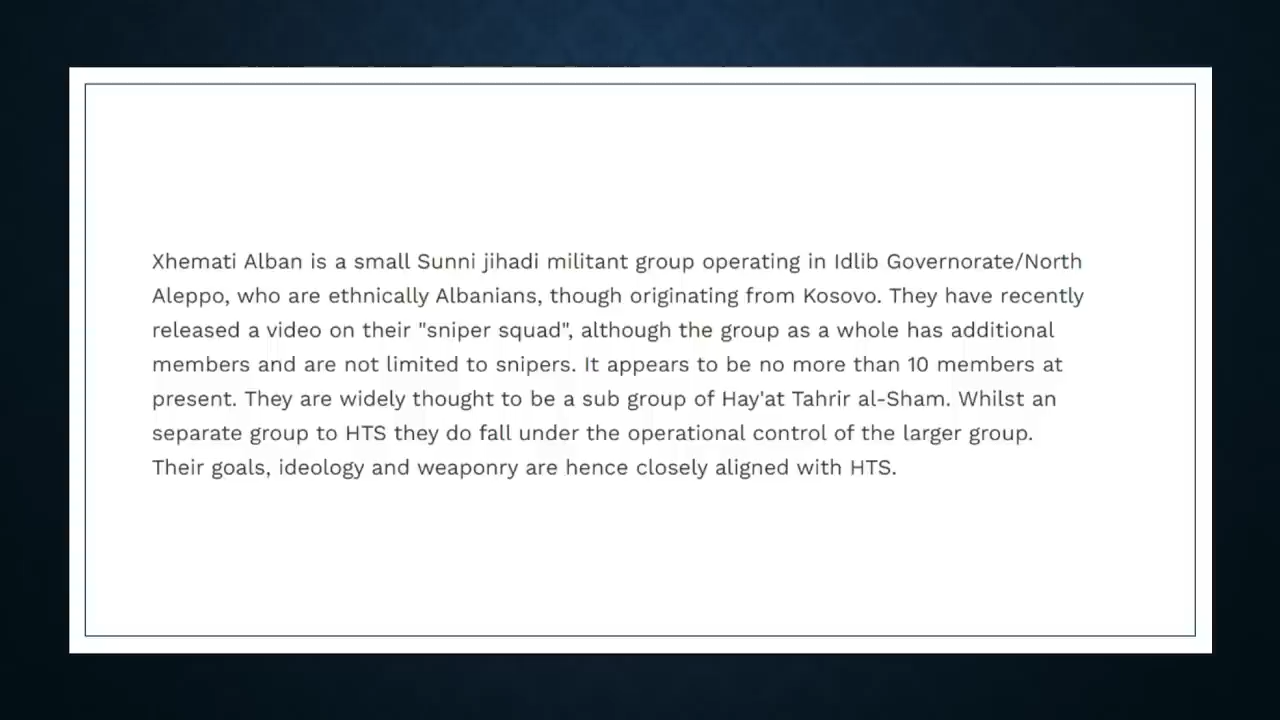 Xhemati Alban is a small Sunni jihadi militant group operating in Idlib Governorate/North
Aleppo, who are ethnically Albanians, though originating from Kosovo. They have recently
released a video on their "sniper squad", although the group as a whole has additional
members and are not limited to snipers. It appears to be no more than 10 members at
present. They are widely thought to be a sub group of Hay'at Tahrir al-Sham. Whilst an
separate group to HTS they do fall under the operational control of the larger group.
Their goals, ideology and weaponry are hence closely aligned with HTS.